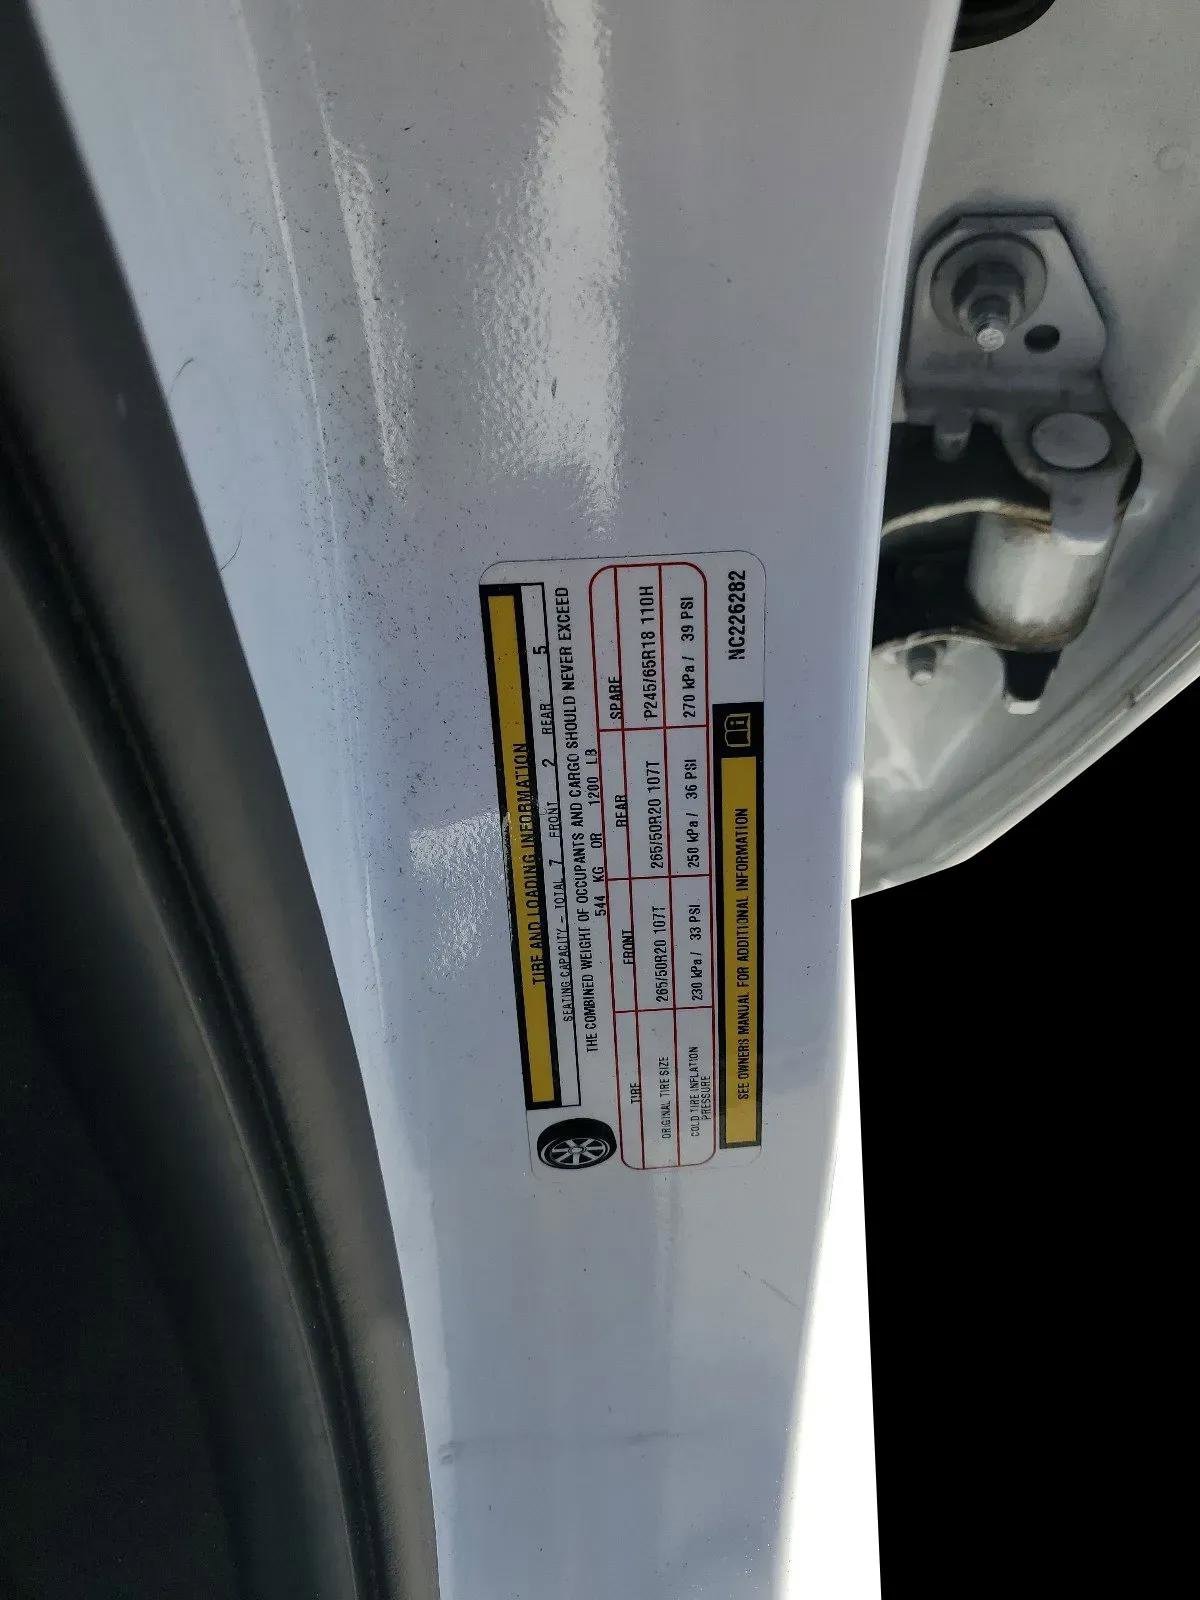 TIRE AND LOADING INFORMATION
SEATING CAPACITY - TOTAL 7 FRONT 2 REAR 5
THE COMBINED WEIGHT OF OCCUPANTS AND CARGO SHOULD NEVER EXCEED
544 KG OR 1200 LB
TIRE FRONT REAR SPARE
ORIGINAL TIRE SIZE 265/50R20 107T 265/50R20 107T P245/65R18 110H
COLD TIRE INFLATION PRESSURE 230 kPa / 33 PSI 250 kPa / 36 PSI 270 kPa / 39 PSI
SEE OWNERS MANUAL FOR ADDITIONAL INFORMATION
NC226282